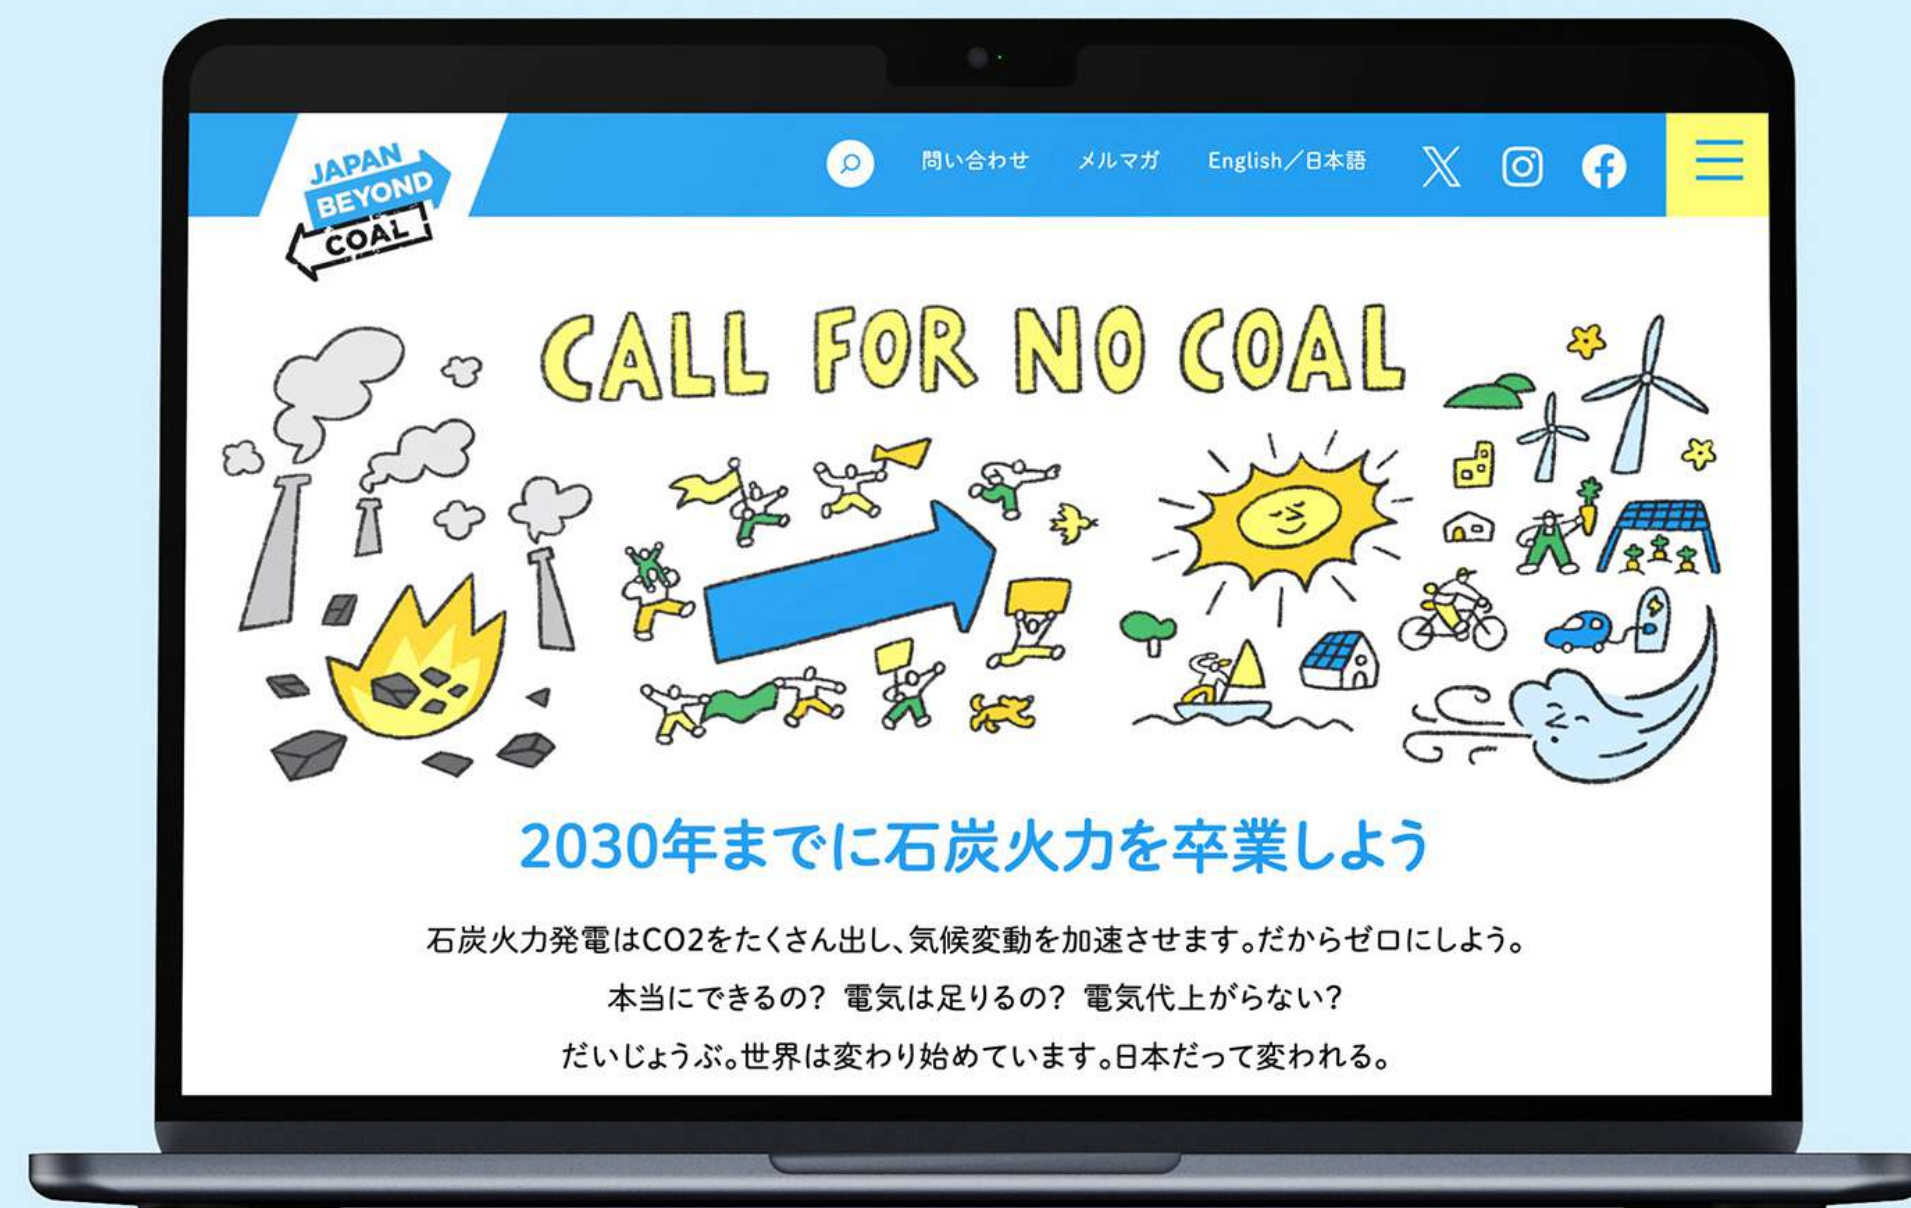 JAPAN
BEYOND
COAL
問い合わせ
メルマガ
English／日本語
CALL FOR NO COAL
2030年までに石炭火力を卒業しよう
石炭火力発電はCO2をたくさん出し、気候変動を加速させます。だからゼロにしよう。
本当にできるの？ 電気は足りるの？ 電気代上がらない？
だいじょうぶ。世界は変わり始めています。日本だって変われる。